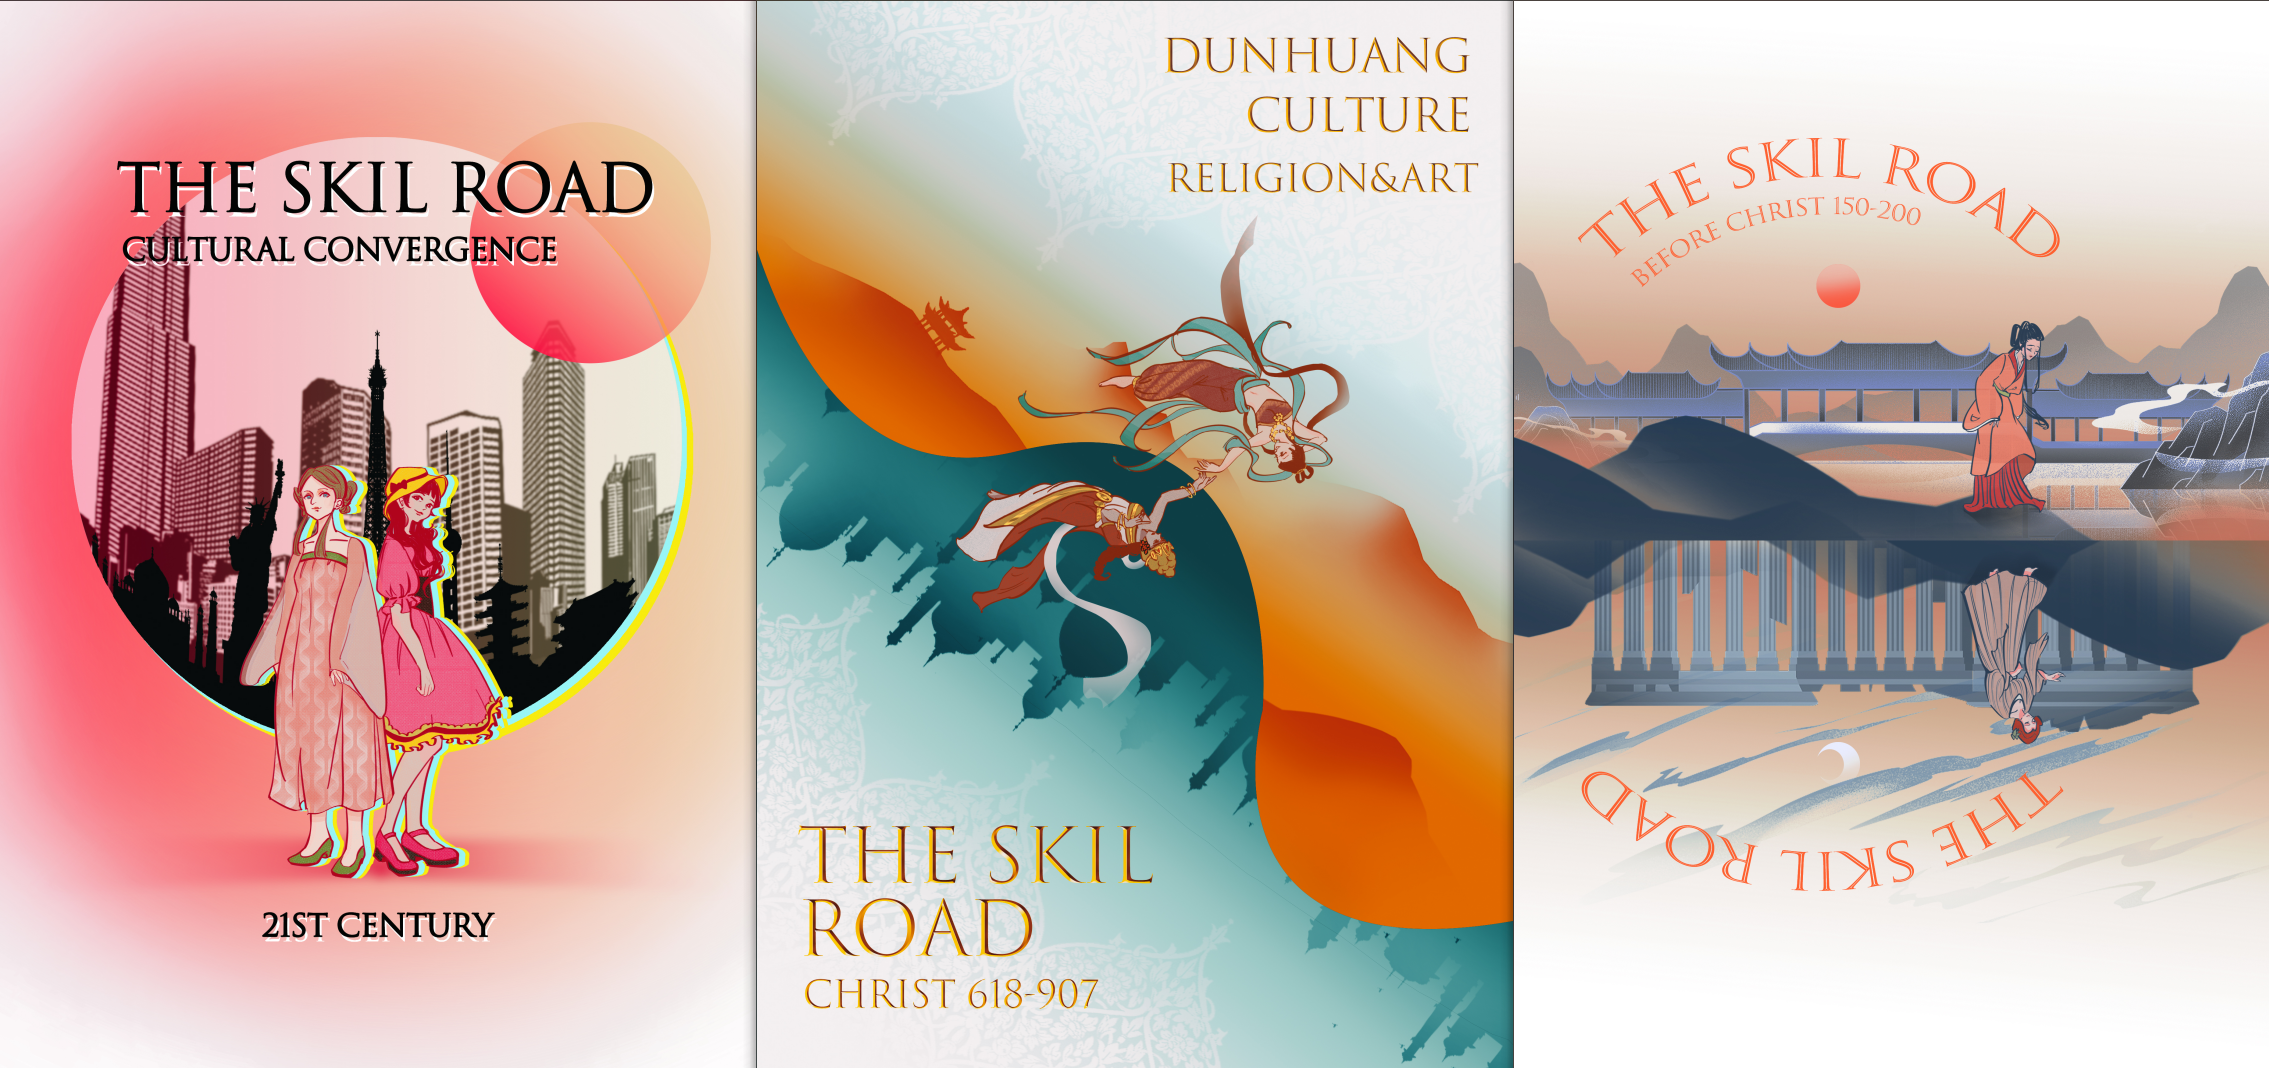 THE SKIL ROAD
CULTURAL CONVERGENCE
21ST CENTURY
DUNHUANG
CULTURE
RELIGION&ART
THE SKIL
ROAD
CHRIST 618-907
THE SKIL ROAD
BEFORE CHRIST 150-200
THE SKIL ROAD